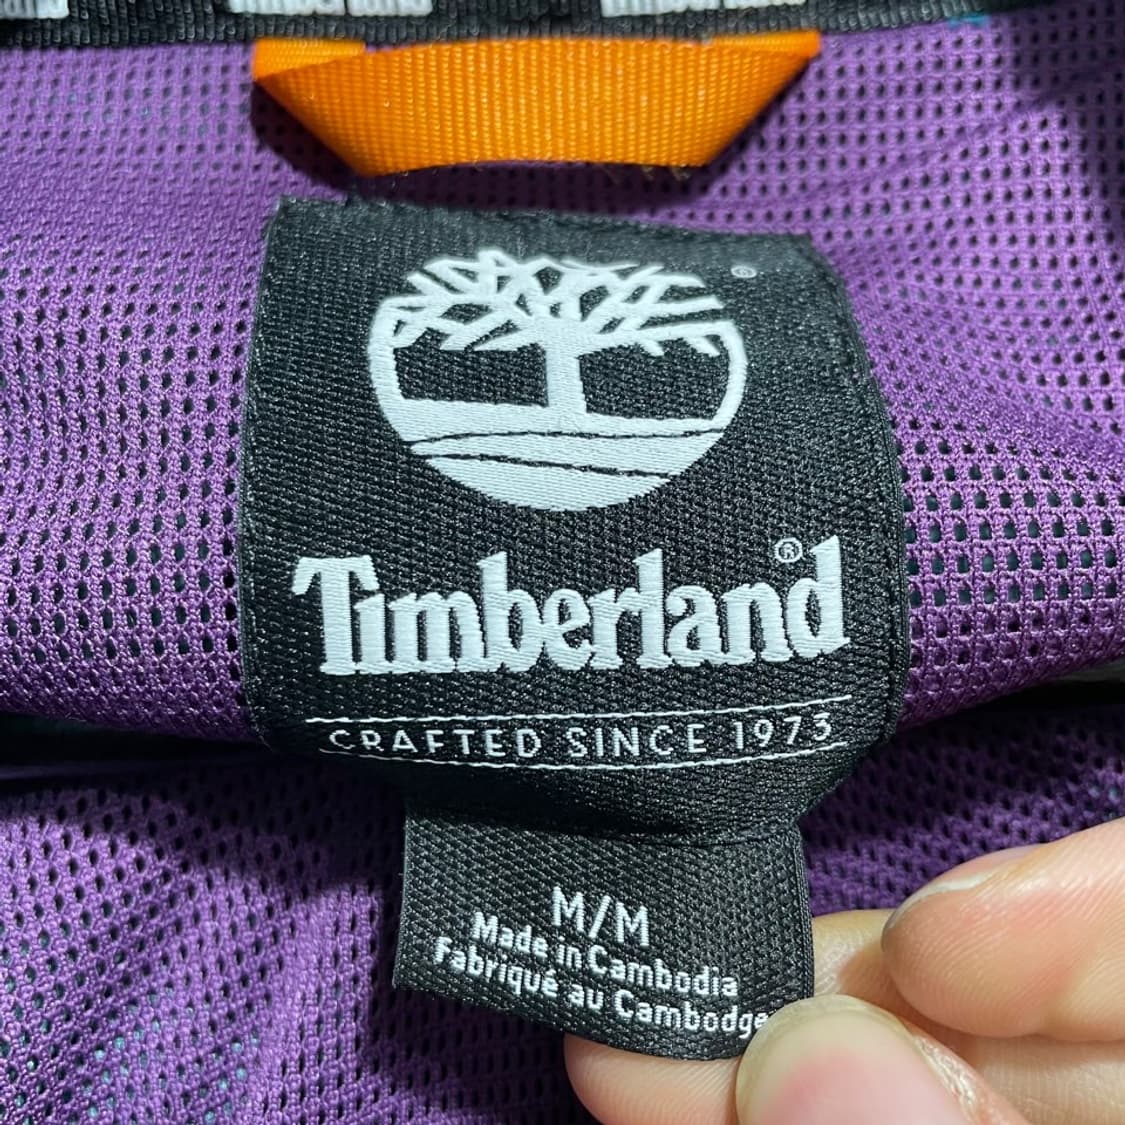 ®
Timberland®
CRAFTED SINCE 1973
M/M
Made in Cambodia
Fabriqué au Cambodge